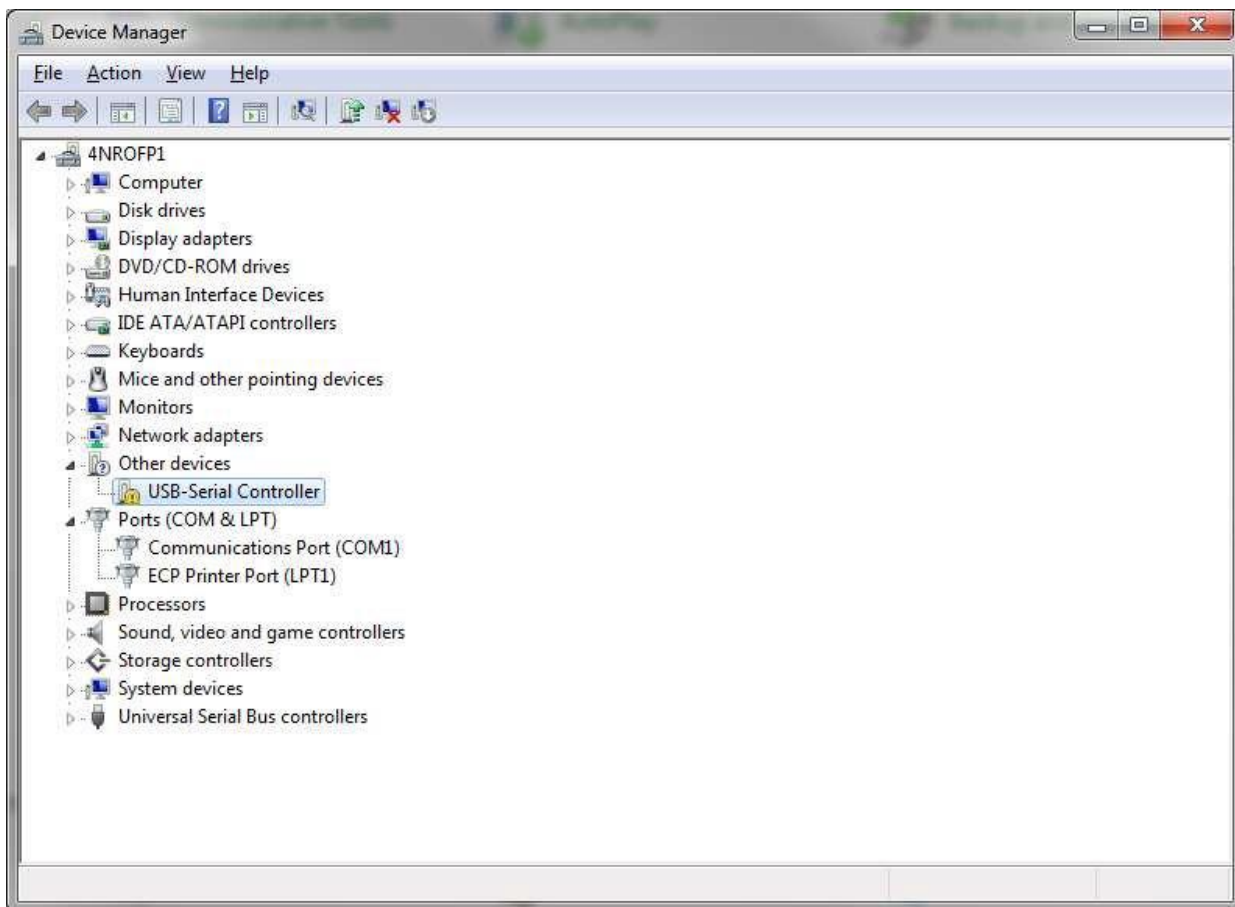 Device Manager
File Action View Help
4NROFP1
Computer
Disk drives
Display adapters
DVD/CD-ROM drives
Human Interface Devices
IDE ATA/ATAPI controllers
Keyboards
Mice and other pointing devices
Monitors
Network adapters
Other devices
USB-Serial Controller
Ports (COM & LPT)
Communications Port (COM1)
ECP Printer Port (LPT1)
Processors
Sound, video and game controllers
Storage controllers
System devices
Universal Serial Bus controllers